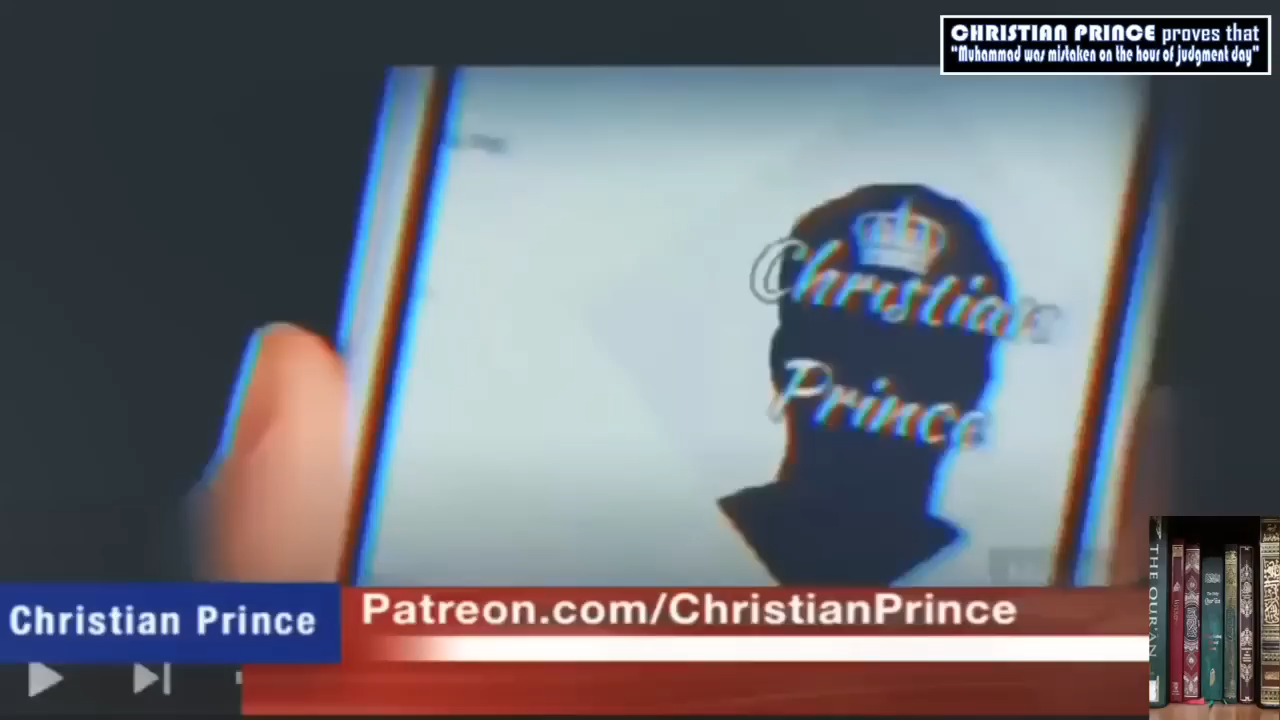 CHRISTIAN PRINCE proves that
"Muhammad was mistaken on the hour of judgment day"
Christian
Prince
Christian Prince
Patreon.com/ChristianPrince
THE QUR'AN